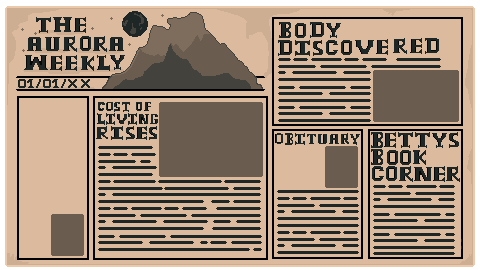 THE
AURORA
WEEKLY
01/01/XX
COST OF
LIVING
RISES
BODY
DISCOVERED
OBITUARY
BETTYS
BOOK
CORNER